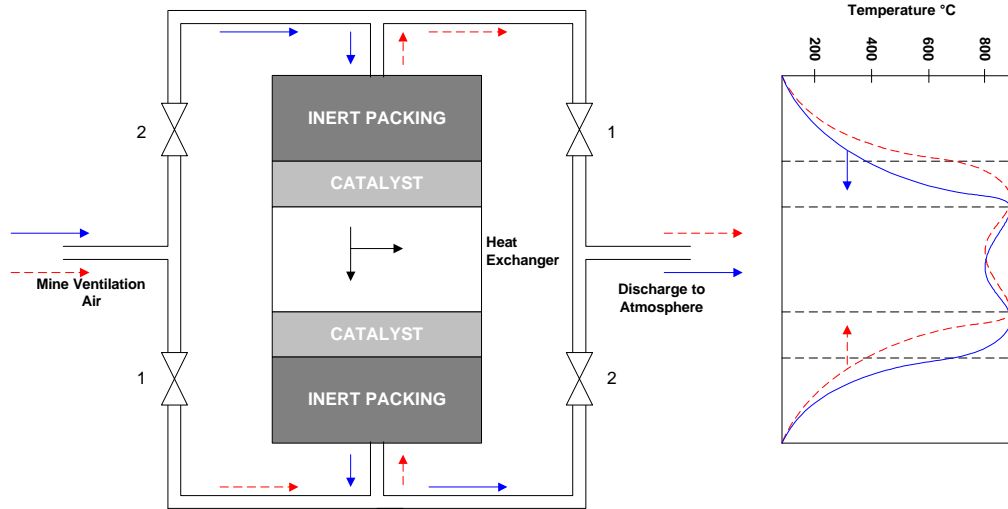 Temperature °C
200
400
600
800
INERT PACKING
2
1
CATALYST
Heat
Exchanger
Mine Ventilation
Air
Discharge to
Atmosphere
CATALYST
1
2
INERT PACKING